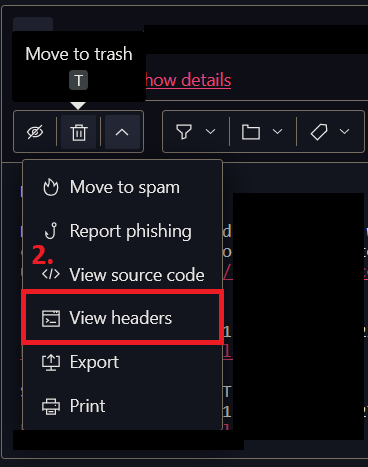 Move to trash
T
how details
Move to spam
Report phishing
2.
View source code
View headers
Export
Print